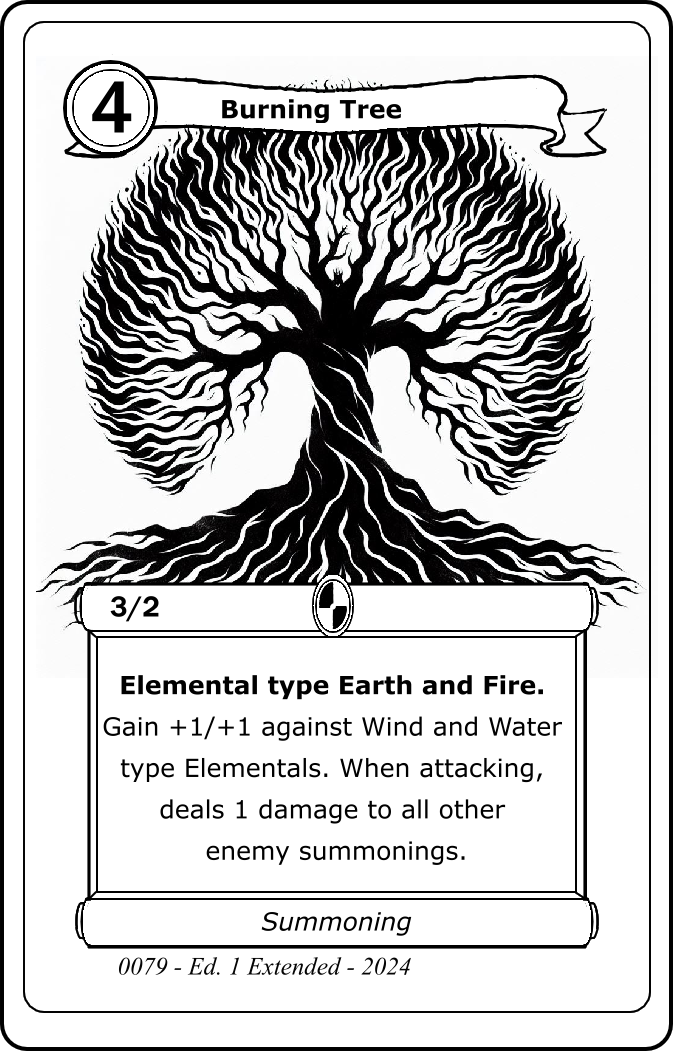 4
Burning Tree
3/2
Elemental type Earth and Fire.
Gain +1/+1 against Wind and Water
type Elementals. When attacking,
deals 1 damage to all other
enemy summonings.
Summoning
0079 - Ed. 1 Extended - 2024